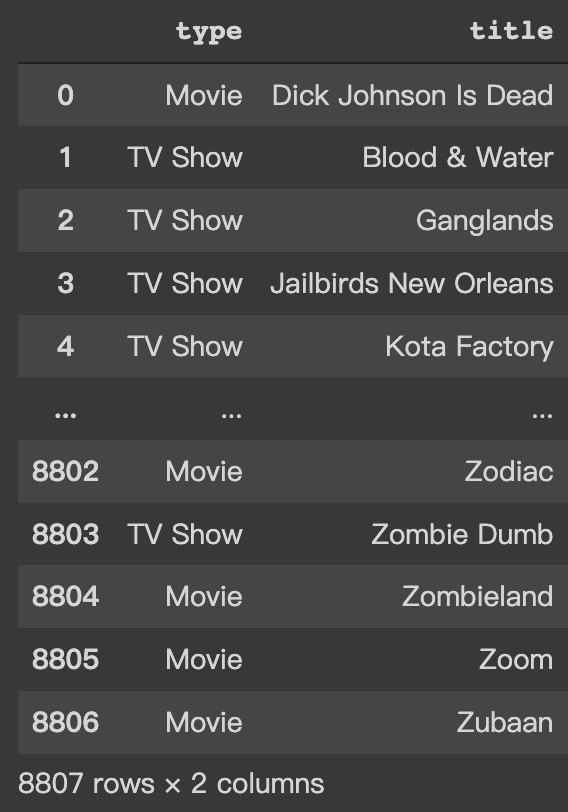 type title
0 Movie Dick Johnson Is Dead
1 TV Show Blood & Water
2 TV Show Ganglands
3 TV Show Jailbirds New Orleans
4 TV Show Kota Factory
... ... ...
8802 Movie Zodiac
8803 TV Show Zombie Dumb
8804 Movie Zombieland
8805 Movie Zoom
8806 Movie Zubaan
8807 rows × 2 columns